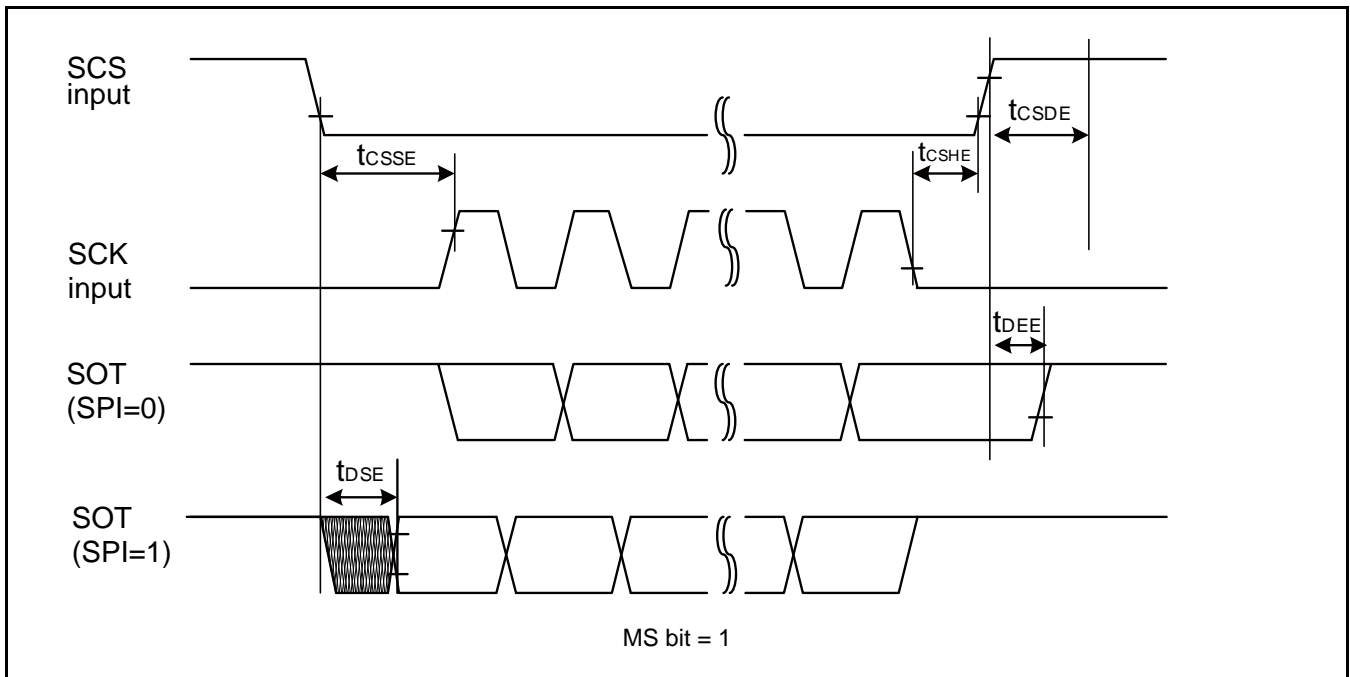 SCS
input
tCSDE
tCSSE
tCSHE
SCK
input
tDEE
SOT
(SPI=0)
tDSE
SOT
(SPI=1)
MS bit = 1